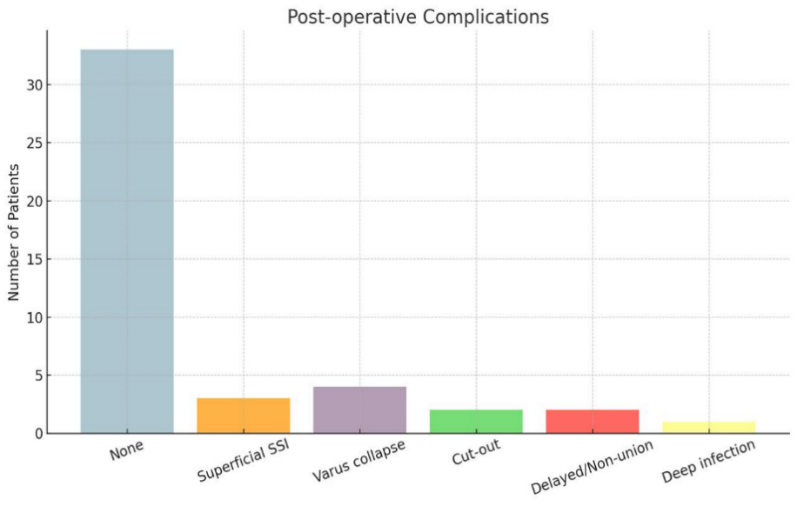 Post-operative Complications
Number of Patients
30
25
20
15
10
5
0
None
Superficial SSI
Varus collapse
Cut-out
Delayed/Non-union
Deep infection